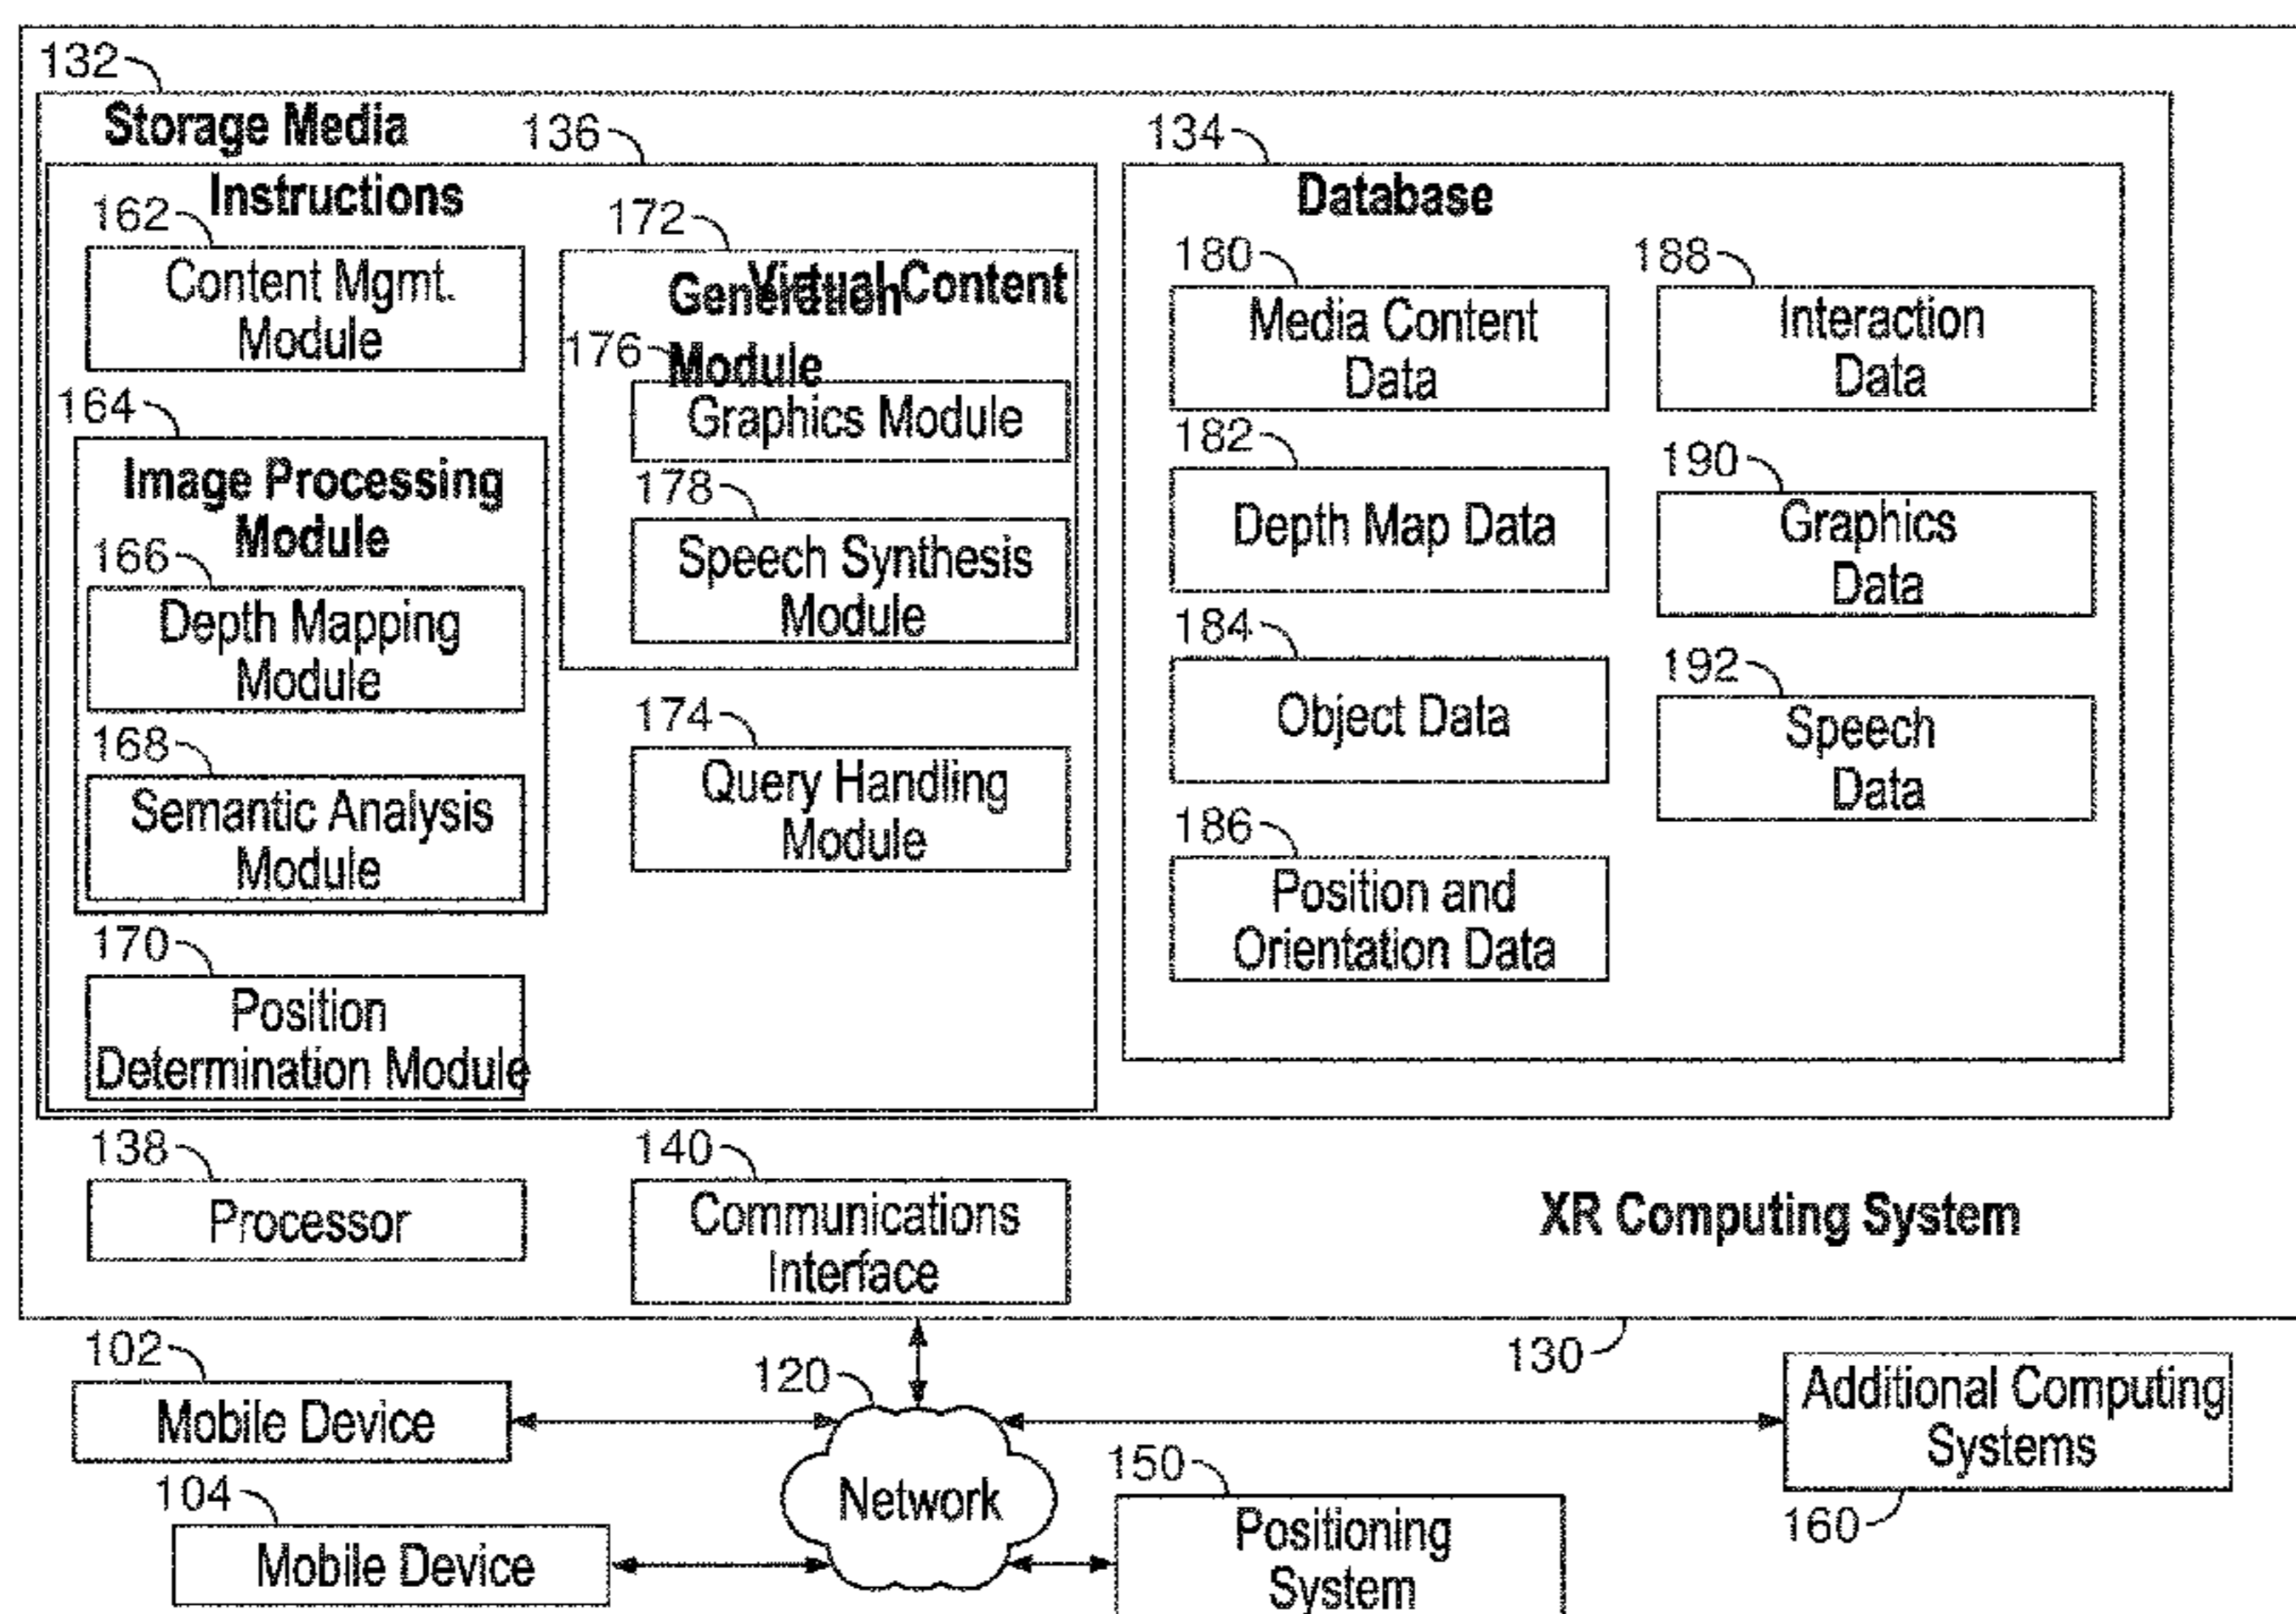 132
Storage Media
136
134
Instructions
Database
162
Content Mgmt.
Module
172
Virtual Content
Generation
Module
176
Graphics Module
180
Media Content
Data
188
Interaction
Data
164
Image Processing
Module
166
Depth Mapping
Module
168
Semantic Analysis
Module
178
Speech Synthesis
Module
174
Query Handling
Module
182
Depth Map Data
190
Graphics
Data
184
Object Data
192
Speech
Data
186
Position and
Orientation Data
170
Position
Determination Module
138
Processor
140
Communications
Interface
XR Computing System
130
102
Mobile Device
120
Network
104
Mobile Device
150
Positioning
System
Additional Computing
Systems
160